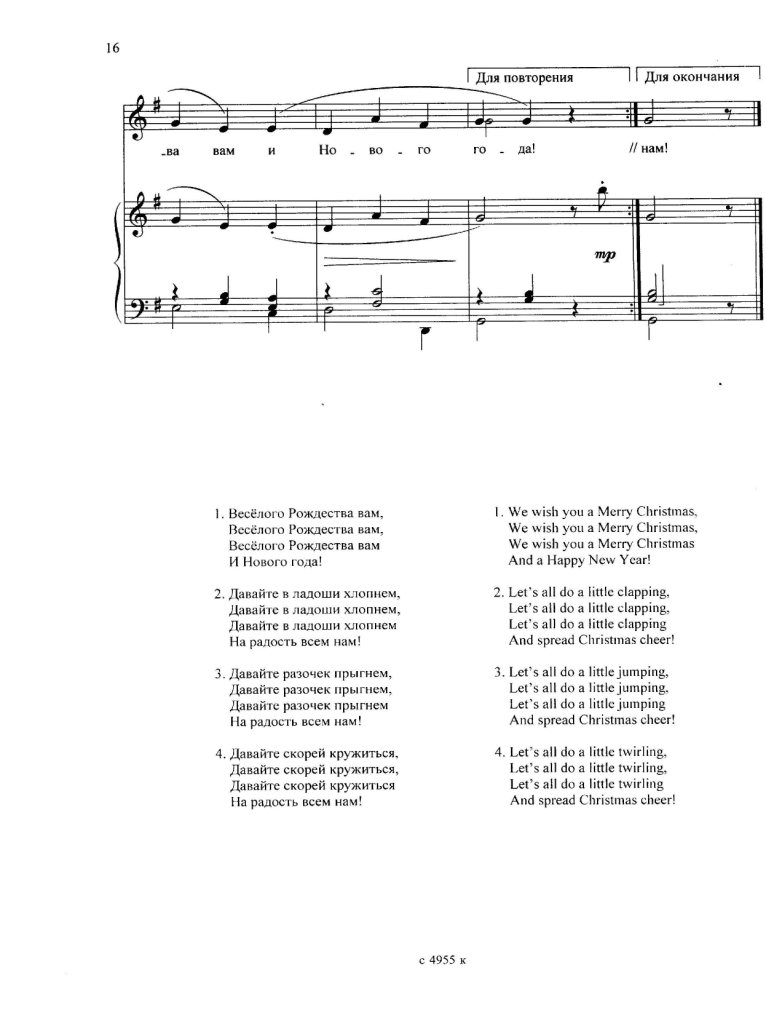 16
Для повторения
Для окончания
-ва вам и Но - во - го го - да! // нам!
mp
1. Весёлого Рождества вам,
Весёлого Рождества вам,
Весёлого Рождества вам
И Нового года!
2. Давайте в ладоши хлопнем,
Давайте в ладоши хлопнем,
Давайте в ладоши хлопнем
На радость всем нам!
3. Давайте разочек прыгнем,
Давайте разочек прыгнем,
Давайте разочек прыгнем
На радость всем нам!
4. Давайте скорей кружиться,
Давайте скорей кружиться,
Давайте скорей кружиться
На радость всем нам!
1. We wish you a Merry Christmas,
We wish you a Merry Christmas,
We wish you a Merry Christmas
And a Happy New Year!
2. Let's all do a little clapping,
Let's all do a little clapping,
Let's all do a little clapping
And spread Christmas cheer!
3. Let's all do a little jumping,
Let's all do a little jumping,
Let's all do a little jumping
And spread Christmas cheer!
4. Let's all do a little twirling,
Let's all do a little twirling,
Let's all do a little twirling
And spread Christmas cheer!
с 4955 к